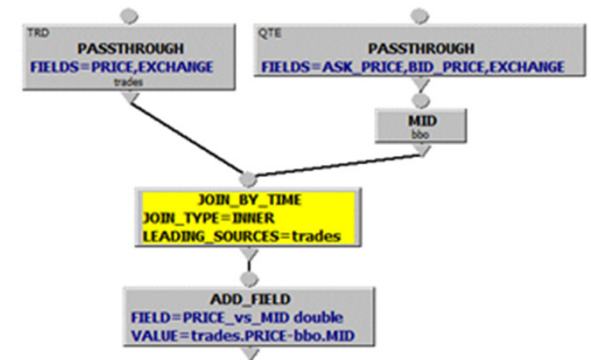 TRD
PASSTHROUGH
FIELDS=PRICE,EXCHANGE
trades
QTE
PASSTHROUGH
FIELDS=ASK_PRICE,BID_PRICE,EXCHANGE
MID
bbo
JOIN_BY_TIME
JOIN_TYPE=INNER
LEADING_SOURCES=trades
ADD_FIELD
FIELD=PRICE_vs_MID double
VALUE=trades.PRICE-bbo.MID